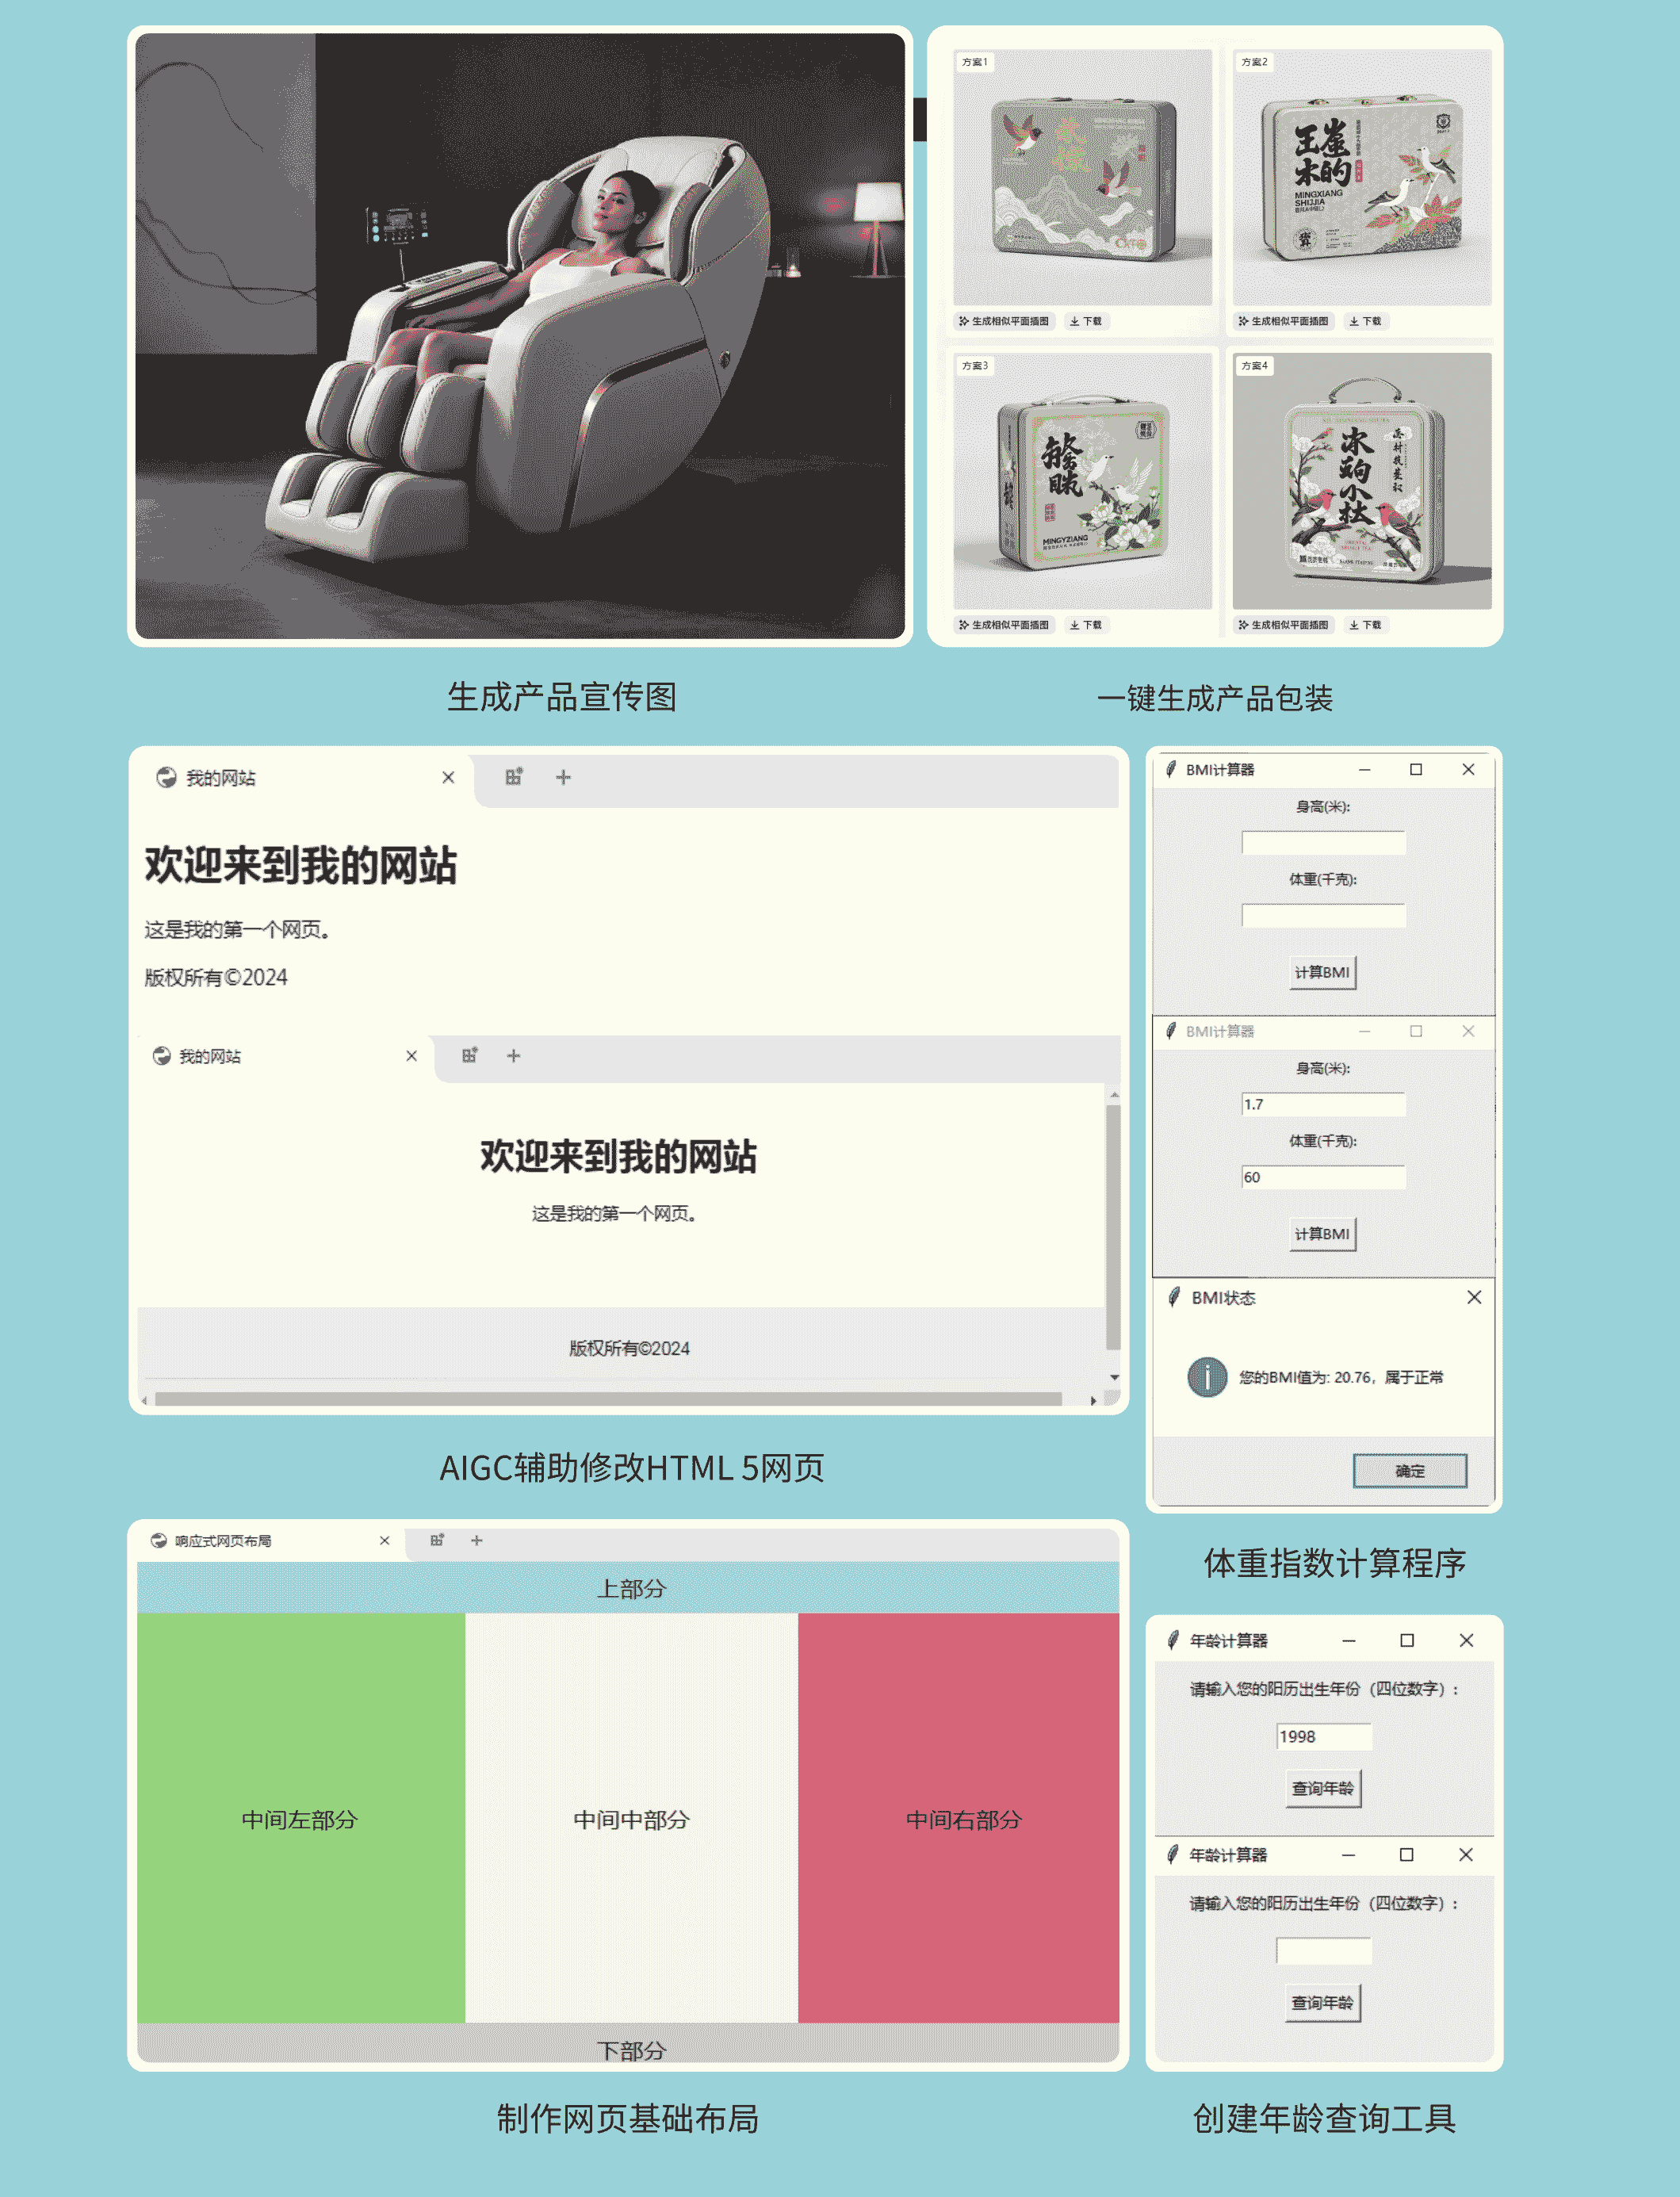 方案1
方案2
王崔
木的
MINGXIANG
SHIJIA
生成相似平面插图
下载
生成相似平面插图
下载
方案3
方案4
MINGYZIANG
生成相似平面插图
下载
生成相似平面插图
下载
生成产品宣传图
一键生成产品包装
我的网站
欢迎来到我的网站
这是我的第一个网页。
版权所有©2024
我的网站
欢迎来到我的网站
这是我的第一个网页。
版权所有©2024
AIGC辅助修改HTML 5网页
BMI计算器
身高(米):
体重(千克):
计算BMI
BMI计算器
身高(米):
1.7
体重(千克):
60
计算BMI
BMI状态
您的BMI值为: 20.76，属于正常
确定
体重指数计算程序
响应式网页布局
上部分
中间左部分
中间中部分
中间右部分
下部分
制作网页基础布局
年龄计算器
请输入您的阳历出生年份（四位数字）:
1998
查询年龄
年龄计算器
请输入您的阳历出生年份（四位数字）:
查询年龄
创建年龄查询工具